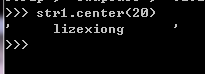 >>> str1.center(20)
'     lizexiong      '
>>>